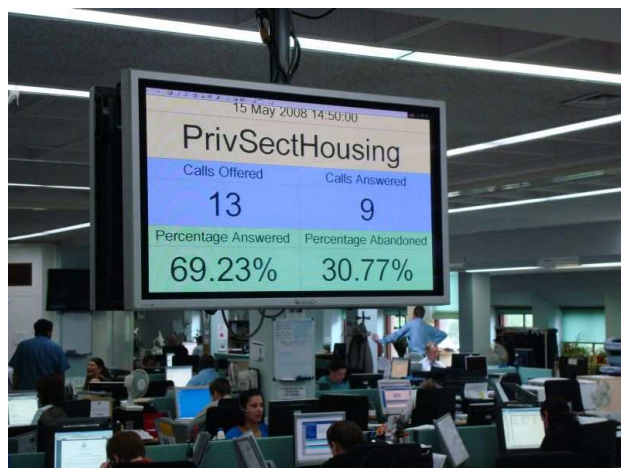 15 May 2008 14:50:00
PrivSectHousing
Calls Offered Calls Answered
13 9
Percentage Answered Percentage Abandoned
69.23% 30.77%